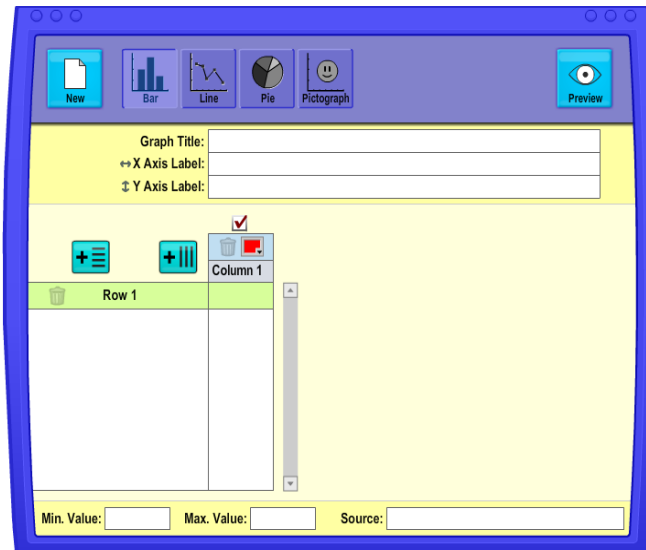 New Bar Line Pie Pictograph Preview
Graph Title:
X Axis Label:
Y Axis Label:
Column 1
Row 1
Min. Value: Max. Value: Source: